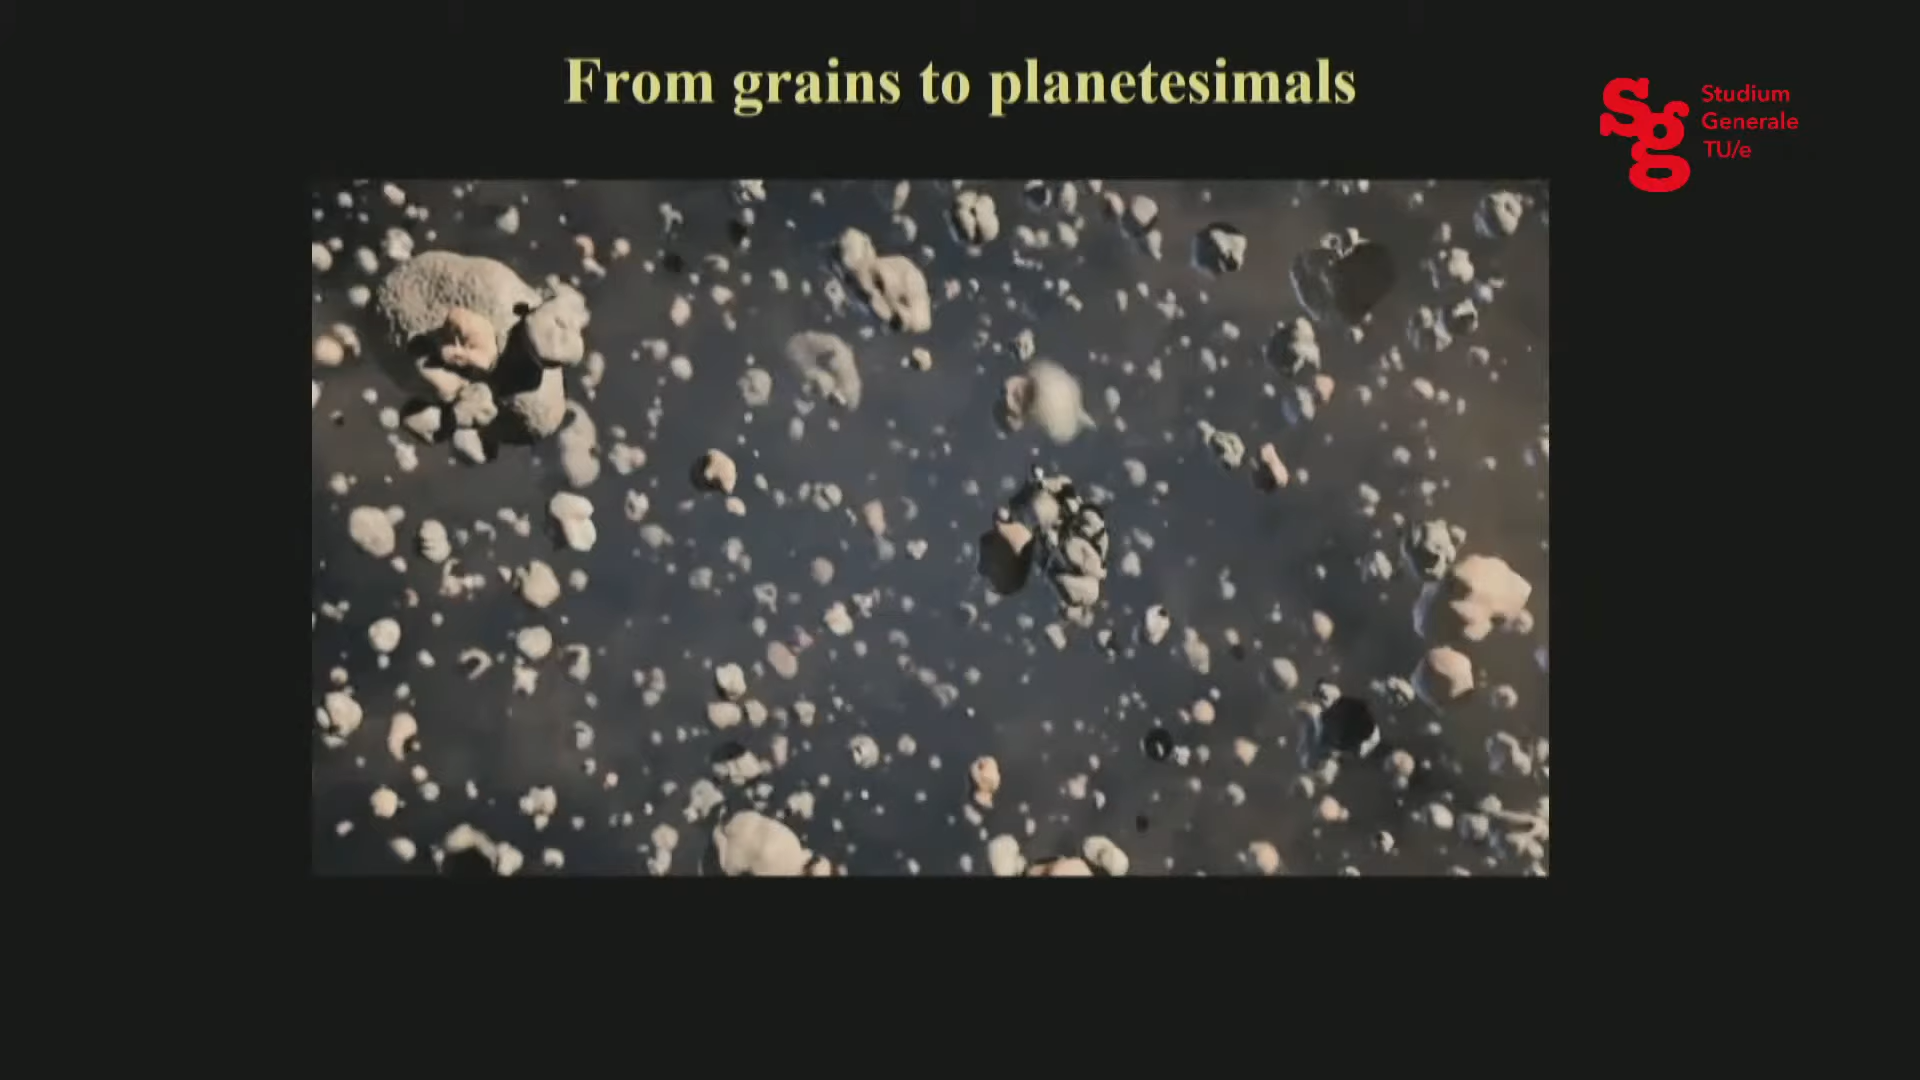 From grains to planetesimals
Sg
g
Studium
Generale
TU/e